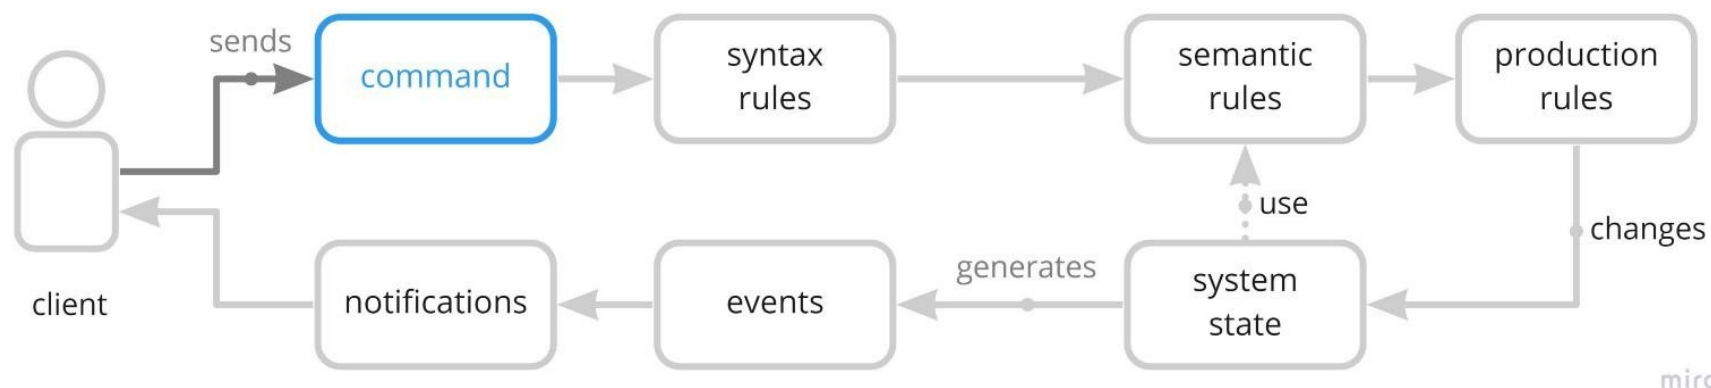 sends
command
syntax
rules
semantic
rules
production
rules
use
changes
client
notifications
events
generates
system
state